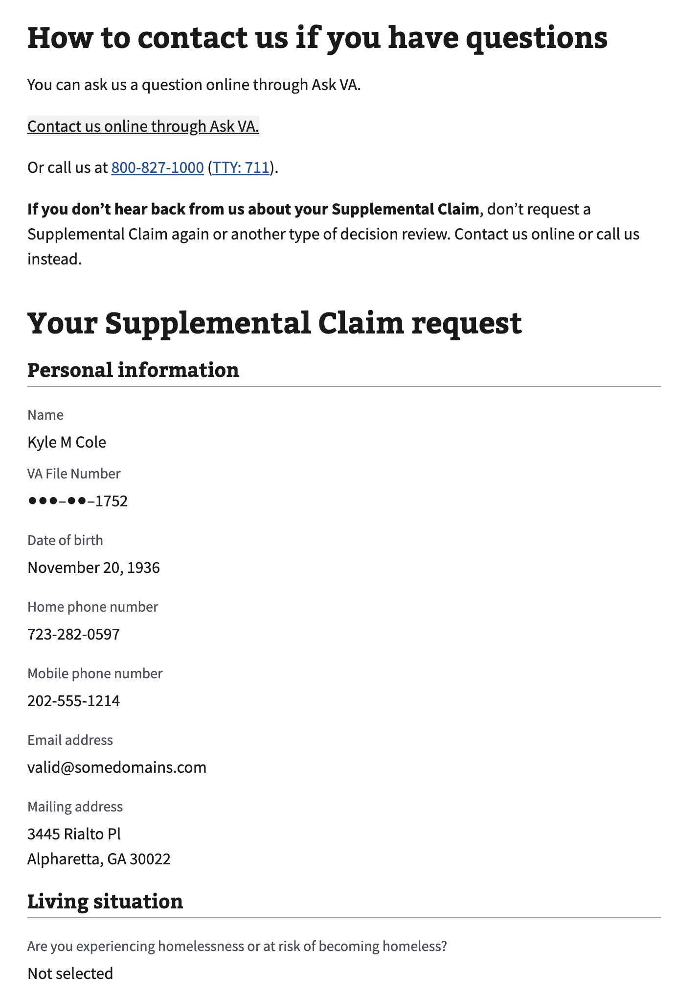 How to contact us if you have questions
You can ask us a question online through Ask VA.
Contact us online through Ask VA.
Or call us at 800-827-1000 (TTY: 711).
If you don’t hear back from us about your Supplemental Claim, don’t request a
Supplemental Claim again or another type of decision review. Contact us online or call us
instead.
Your Supplemental Claim request
Personal information
Name
Kyle M Cole
VA File Number
●●●–●●–1752
Date of birth
November 20, 1936
Home phone number
723-282-0597
Mobile phone number
202-555-1214
Email address
valid@somedomains.com
Mailing address
3445 Rialto Pl
Alpharetta, GA 30022
Living situation
Are you experiencing homelessness or at risk of becoming homeless?
Not selected